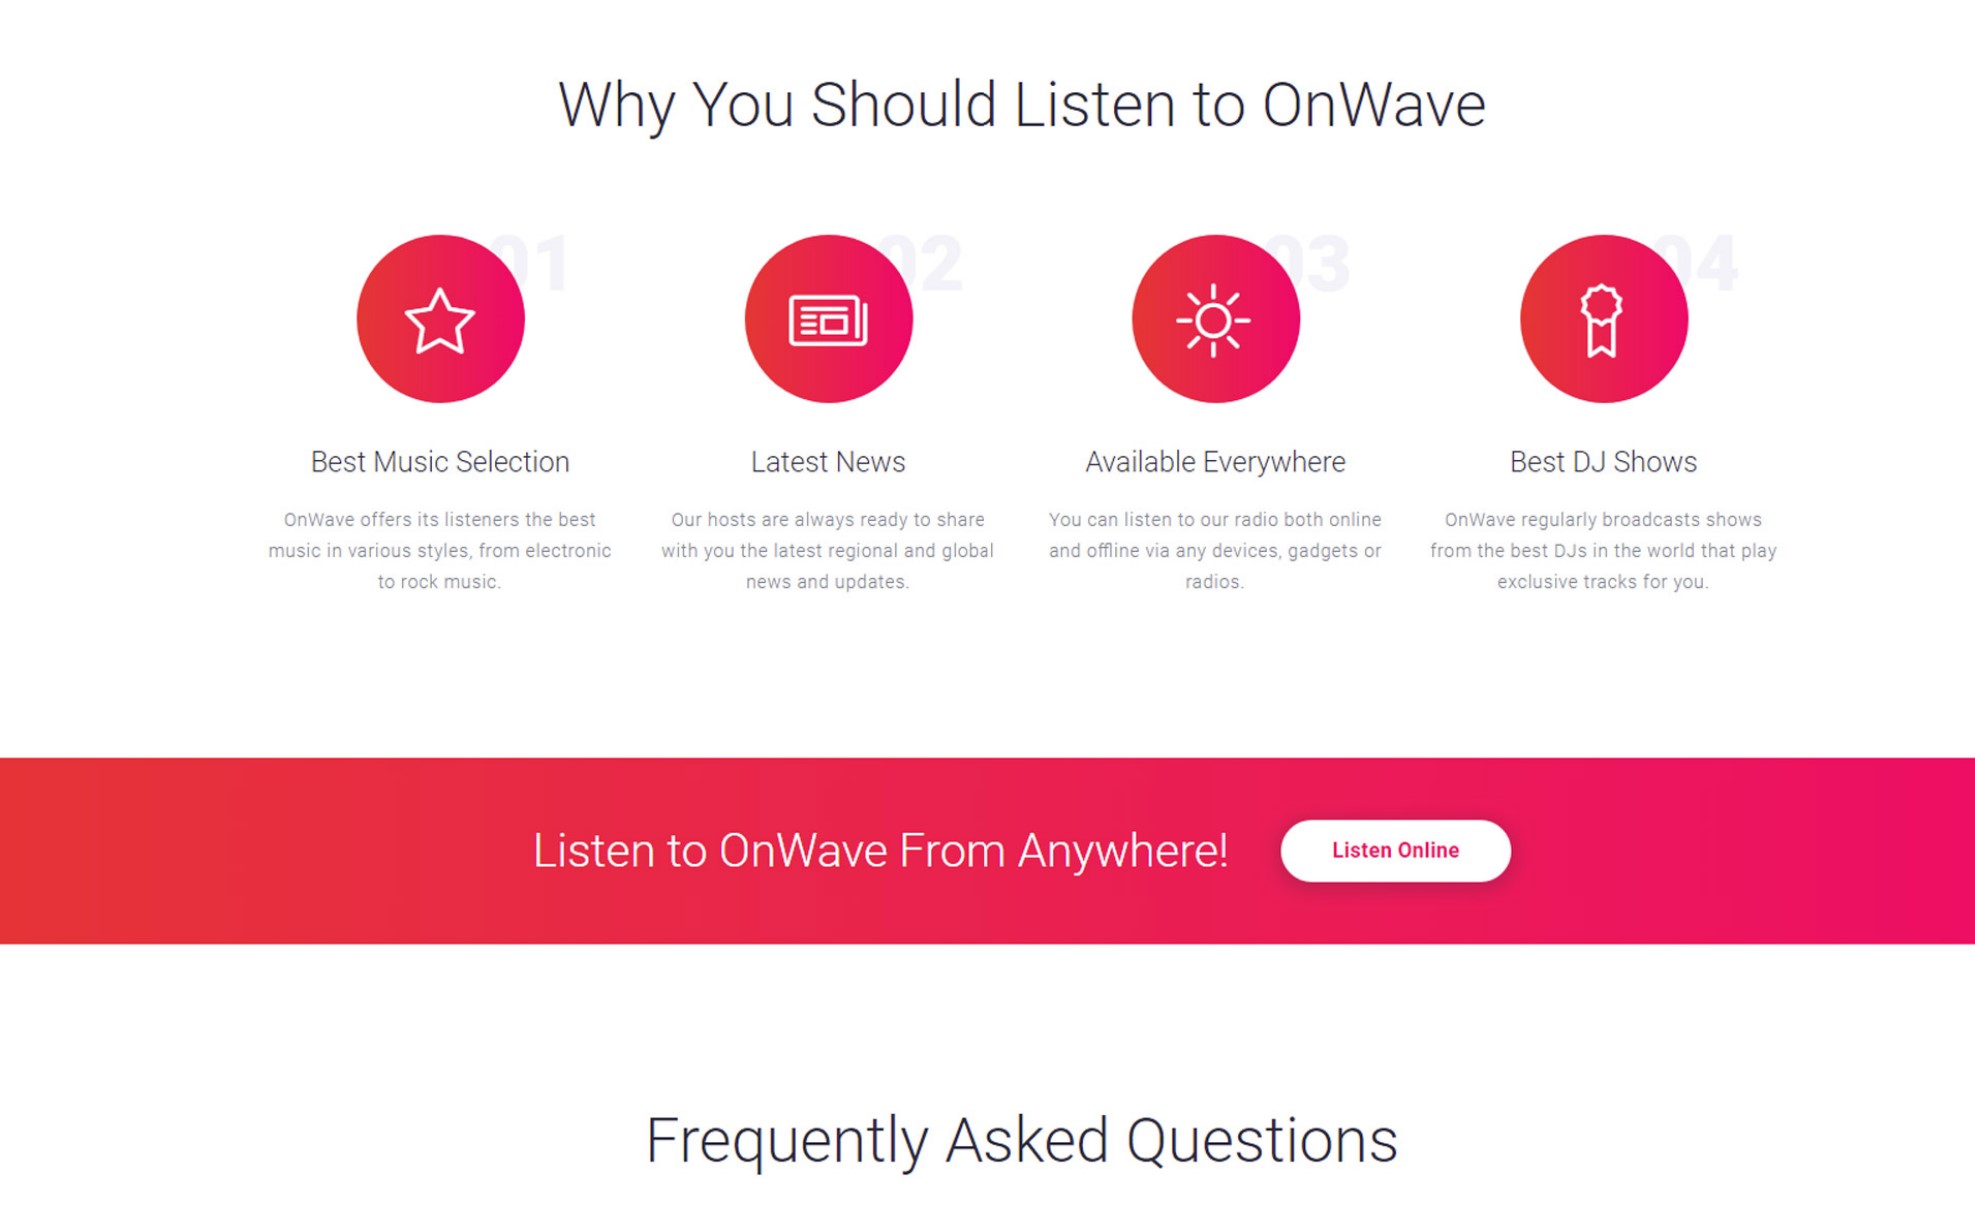 Why You Should Listen to OnWave
01
02
03
04
Best Music Selection
OnWave offers its listeners the best
music in various styles, from electronic
to rock music.
Latest News
Our hosts are always ready to share
with you the latest regional and global
news and updates.
Available Everywhere
You can listen to our radio both online
and offline via any devices, gadgets or
radios.
Best DJ Shows
OnWave regularly broadcasts shows
from the best DJs in the world that play
exclusive tracks for you.
Listen to OnWave From Anywhere!
Listen Online
Frequently Asked Questions